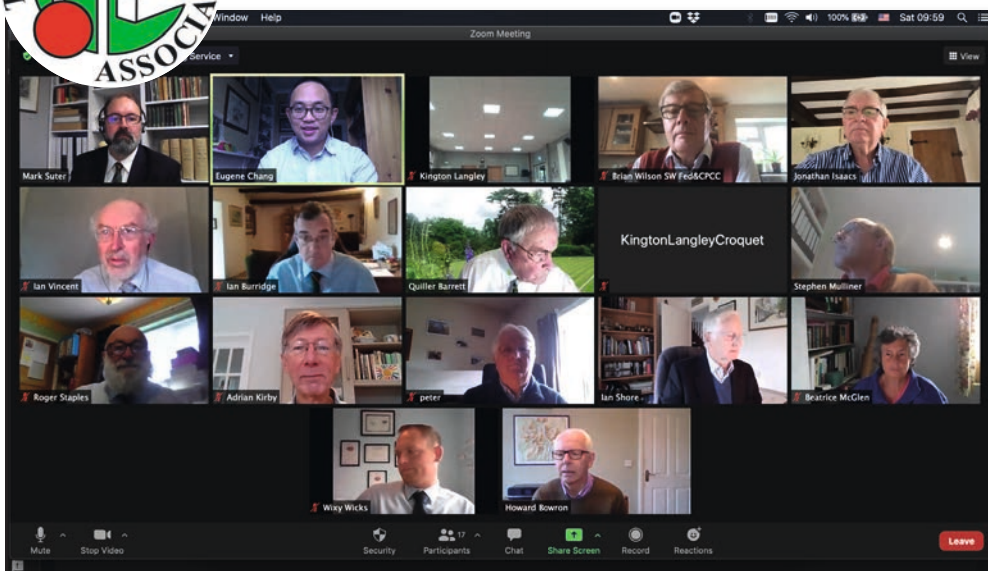 ASSOCIA
Window Help
100%
Sat 09:59
Zoom Meeting
Service
View
Mark Suter
Eugene Chang
Kington Langley
Brian Wilson SW Fed&CPCC
Jonathan Isaacs
Ian Vincent
Ian Burridge
Quiller Barrett
KingtonLangleyCroquet
Stephen Mulliner
Roger Staples
Adrian Kirby
peter
Ian Shore
Beatrice McGlen
Wixy Wicks
Howard Bowron
Mute
Stop Video
Security
17
Participants
Chat
Share Screen
Record
Reactions
Leave